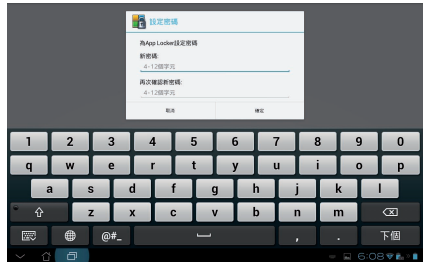 設定密碼
為App Locker設定密碼
新密碼:
4-12個字元
再次確認新密碼:
4-12個字元
取消 確定
1 2 3 4 5 6 7 8 9 0
q w e r t y u i o p
a s d f g h j k l
z x c v b n m
@#_ , . 下個
6:08